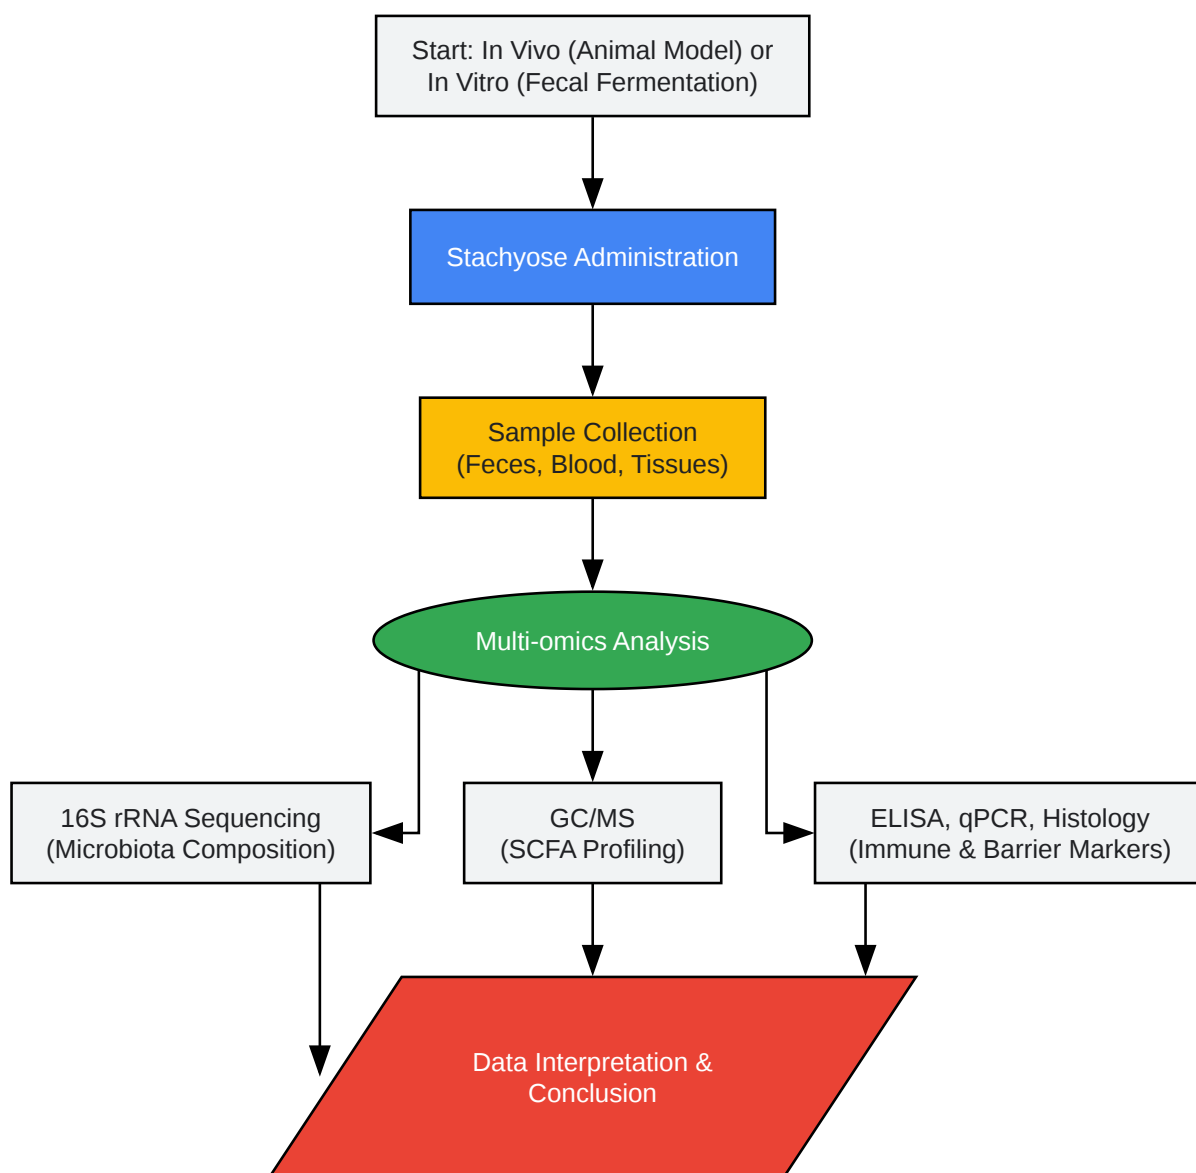 Start: In Vivo (Animal Model) or
In Vitro (Fecal Fermentation)
Stachyose Administration
Sample Collection
(Feces, Blood, Tissues)
Multi-omics Analysis
16S rRNA Sequencing
(Microbiota Composition)
GC/MS
(SCFA Profiling)
ELISA, qPCR, Histology
(Immune & Barrier Markers)
Data Interpretation &
Conclusion